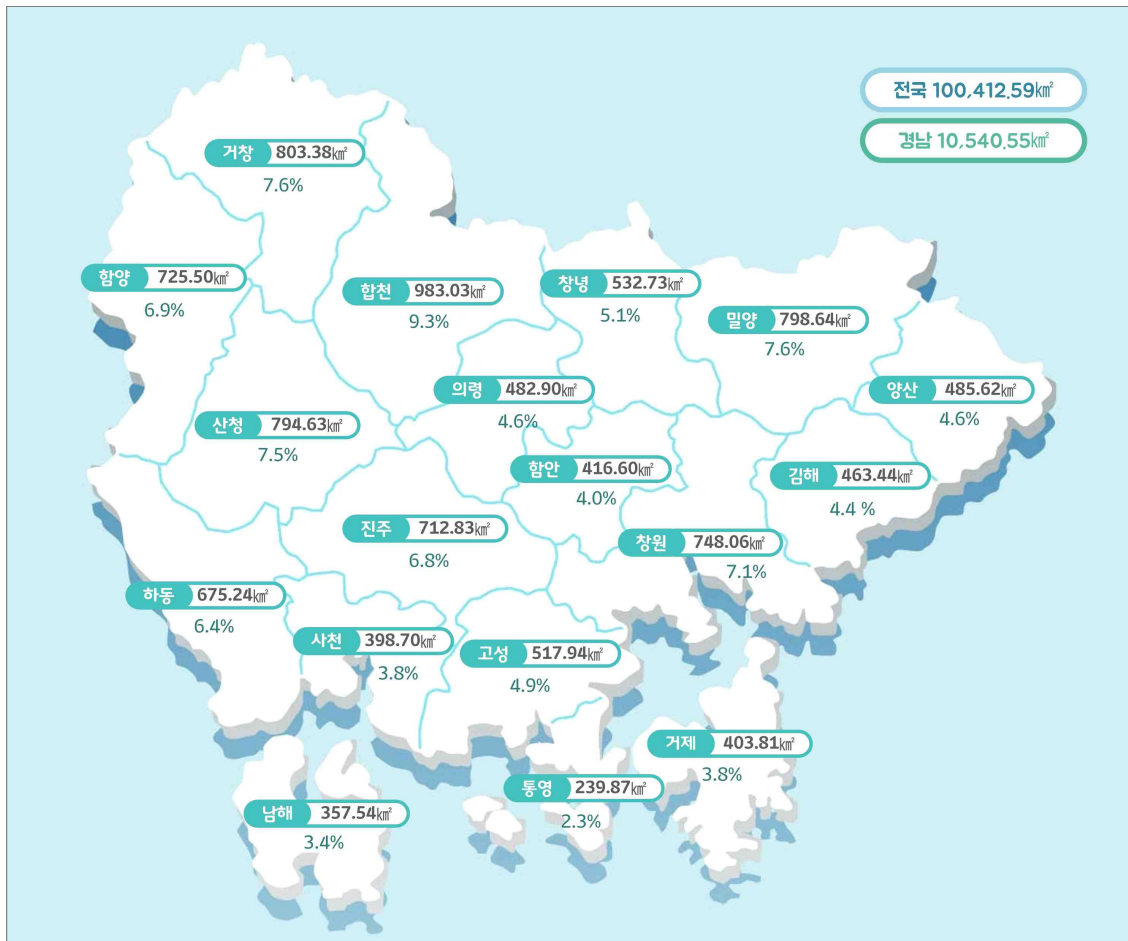 전국 100,412.59㎢
경남 10,540.55㎢
거창 803.38㎢
7.6%
함양 725.50㎢
6.9%
합천 983.03㎢
9.3%
창녕 532.73㎢
5.1%
밀양 798.64㎢
7.6%
의령 482.90㎢
4.6%
양산 485.62㎢
4.6%
산청 794.63㎢
7.5%
함안 416.60㎢
4.0%
김해 463.44㎢
4.4 %
진주 712.83㎢
6.8%
창원 748.06㎢
7.1%
하동 675.24㎢
6.4%
사천 398.70㎢
3.8%
고성 517.94㎢
4.9%
거제 403.81㎢
3.8%
통영 239.87㎢
2.3%
남해 357.54㎢
3.4%